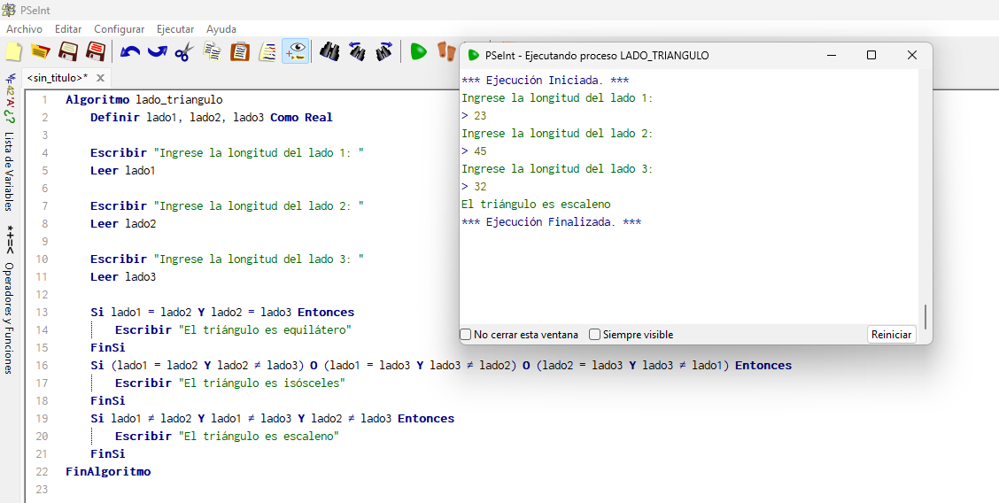 PSeInt
Archivo Editar Configurar Ejecutar Ayuda
<sin_titulo>* X
Lista de Variables
*+=< Operadores y Funciones
1 Algoritmo lado_triangulo
2 Definir lado1, lado2, lado3 Como Real
3
4 Escribir "Ingrese la longitud del lado 1: "
5 Leer lado1
6
7 Escribir "Ingrese la longitud del lado 2: "
8 Leer lado2
9
10 Escribir "Ingrese la longitud del lado 3: "
11 Leer lado3
12
13 Si lado1 = lado2 Y lado2 = lado3 Entonces
14 Escribir "El triángulo es equilátero"
15 FinSi
16 Si (lado1 = lado2 Y lado2 ≠ lado3) O (lado1 = lado3 Y lado3 ≠ lado2) O (lado2 = lado3 Y lado3 ≠ lado1) Entonces
17 Escribir "El triángulo es isósceles"
18 FinSi
19 Si lado1 ≠ lado2 Y lado1 ≠ lado3 Y lado2 ≠ lado3 Entonces
20 Escribir "El triángulo es escaleno"
21 FinSi
22 FinAlgoritmo
23
PSeInt - Ejecutando proceso LADO_TRIANGULO
*** Ejecución Iniciada. ***
Ingrese la longitud del lado 1:
> 23
Ingrese la longitud del lado 2:
> 45
Ingrese la longitud del lado 3:
> 32
El triángulo es escaleno
*** Ejecución Finalizada. ***
No cerrar esta ventana Siempre visible Reiniciar